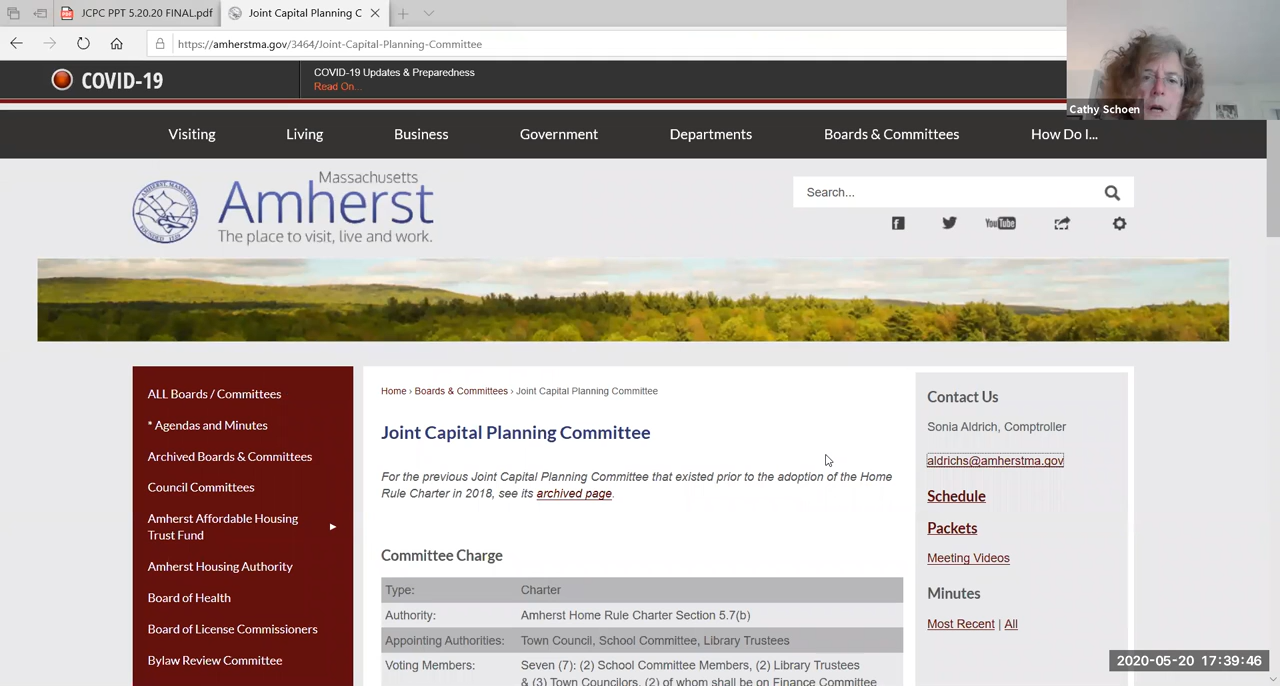 JCPC PPT 5.20.20 FINAL.pdf
Joint Capital Planning C
https://amherstma.gov/3464/Joint-Capital-Planning-Committee
COVID-19
COVID-19 Updates & Preparedness
Read On...
Cathy Schoen
Visiting
Living
Business
Government
Departments
Boards & Committees
How Do I...
Massachusetts
Amherst
The place to visit, live and work.
Search...
You Tube
ALL Boards / Committees
* Agendas and Minutes
Archived Boards & Committees
Council Committees
Amherst Affordable Housing
Trust Fund
Amherst Housing Authority
Board of Health
Board of License Commissioners
Bylaw Review Committee
Home › Boards & Committees › Joint Capital Planning Committee
Joint Capital Planning Committee
For the previous Joint Capital Planning Committee that existed prior to the adoption of the Home
Rule Charter in 2018, see its archived page.
Committee Charge
Type: Charter
Authority: Amherst Home Rule Charter Section 5.7(b)
Appointing Authorities: Town Council, School Committee, Library Trustees
Voting Members: Seven (7): (2) School Committee Members, (2) Library Trustees
& (3) Town Councilors, (2) of whom shall be on Finance Committee
Contact Us
Sonia Aldrich, Comptroller
aldrichs@amherstma.gov
Schedule
Packets
Meeting Videos
Minutes
Most Recent | All
2020-05-20 17:39:46